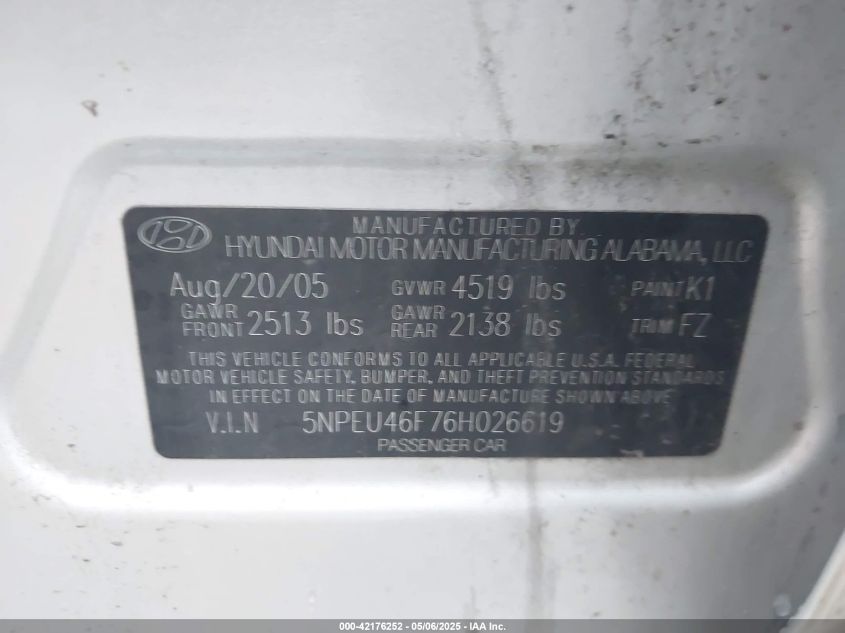 MANUFACTURED BY
HYUNDAI MOTOR MANUFACTURING ALABAMA, LLC
Aug/20/05 GVWR 4519 lbs PAINT K1
GAWR FRONT 2513 lbs GAWR REAR 2138 lbs TRIM FZ
THIS VEHICLE CONFORMS TO ALL APPLICABLE U.S.A. FEDERAL
MOTOR VEHICLE SAFETY, BUMPER, AND THEFT PREVENTION STANDARDS
IN EFFECT ON THE DATE OF MANUFACTURE SHOWN ABOVE
V.I.N 5NPEU46F76H026619
PASSENGER CAR
000-42176252 - 05/06/2025 - IAA Inc.